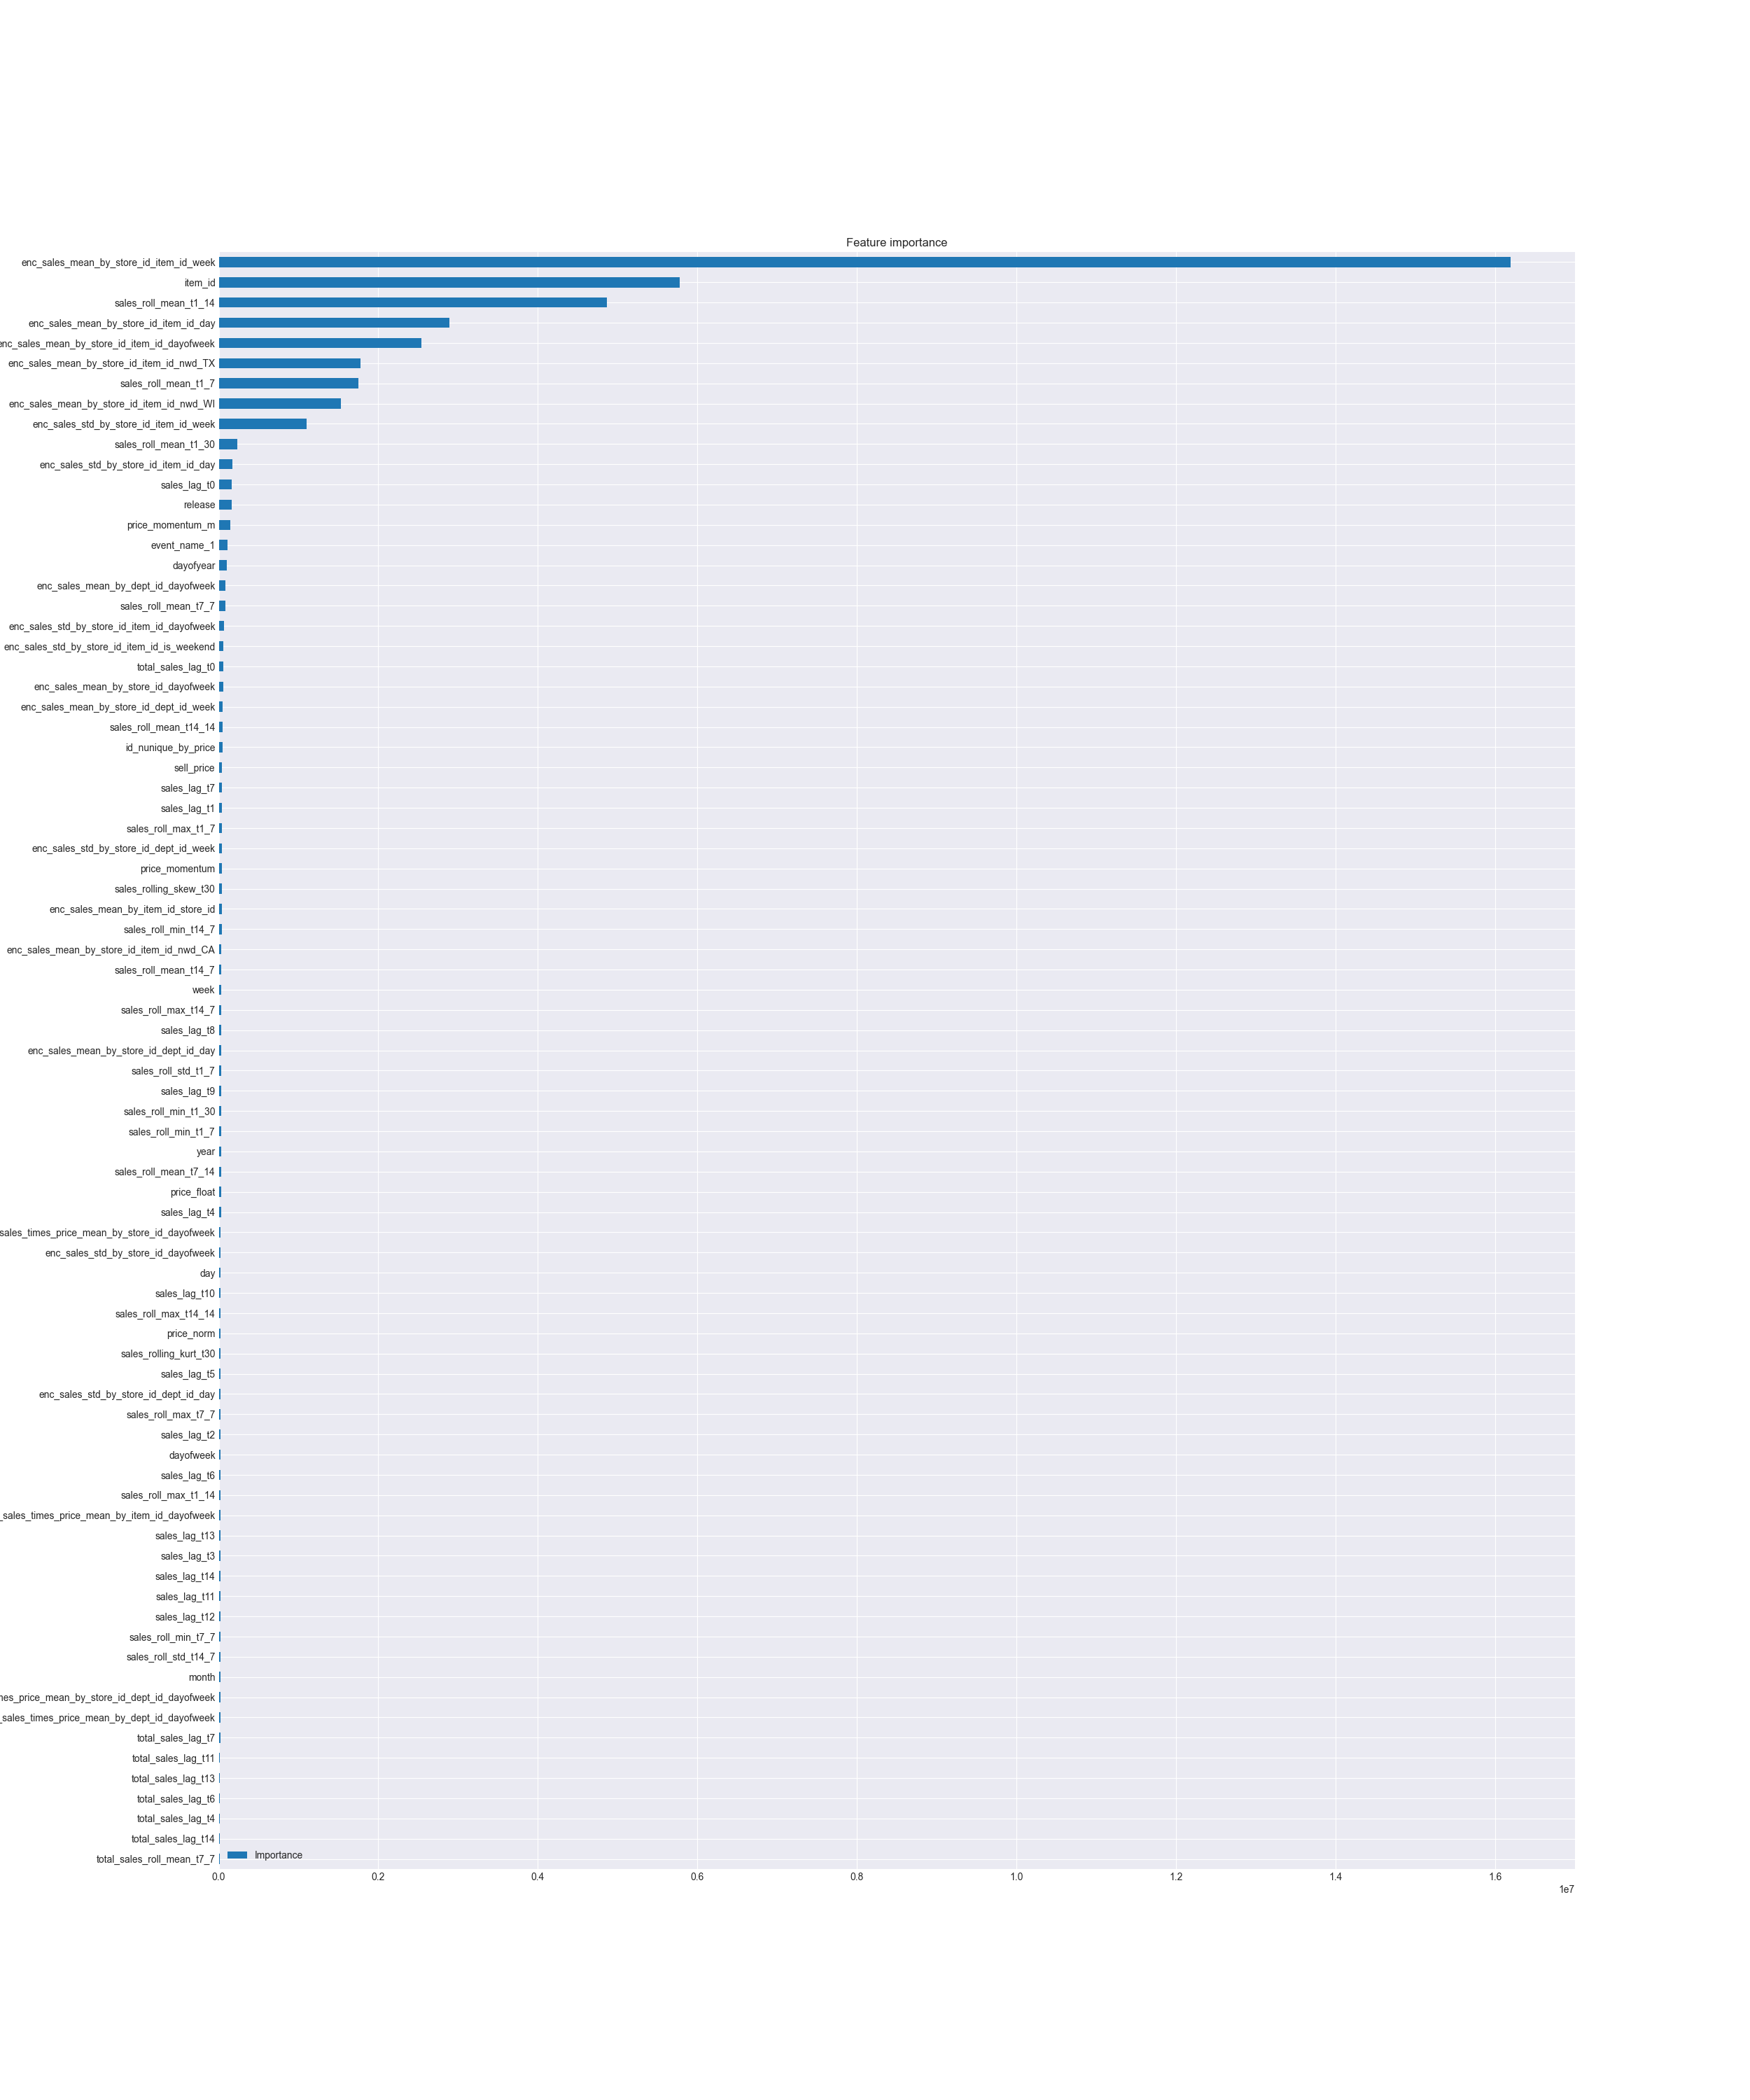 Feature importance
enc_sales_mean_by_store_id_item_id_week
item_id
sales_roll_mean_t1_14
enc_sales_mean_by_store_id_item_id_day
enc_sales_mean_by_store_id_item_id_dayofweek
enc_sales_mean_by_store_id_item_id_nwd_TX
sales_roll_mean_t1_7
enc_sales_mean_by_store_id_item_id_nwd_WI
enc_sales_std_by_store_id_item_id_week
sales_roll_mean_t1_30
enc_sales_std_by_store_id_item_id_day
sales_lag_t0
release
price_momentum_m
event_name_1
dayofyear
enc_sales_mean_by_dept_id_dayofweek
sales_roll_mean_t7_7
enc_sales_std_by_store_id_item_id_dayofweek
enc_sales_std_by_store_id_item_id_is_weekend
total_sales_lag_t0
enc_sales_mean_by_store_id_dayofweek
enc_sales_mean_by_store_id_dept_id_week
sales_roll_mean_t14_14
id_nunique_by_price
sell_price
sales_lag_t7
sales_lag_t1
sales_roll_max_t1_7
enc_sales_std_by_store_id_dept_id_week
price_momentum
sales_rolling_skew_t30
enc_sales_mean_by_item_id_store_id
sales_roll_min_t14_7
enc_sales_mean_by_store_id_item_id_nwd_CA
sales_roll_mean_t14_7
week
sales_roll_max_t14_7
sales_lag_t8
enc_sales_mean_by_store_id_dept_id_day
sales_roll_std_t1_7
sales_lag_t9
sales_roll_min_t1_30
sales_roll_min_t1_7
year
sales_roll_mean_t7_14
price_float
sales_lag_t4
sales_times_price_mean_by_store_id_dayofweek
enc_sales_std_by_store_id_dayofweek
day
sales_lag_t10
sales_roll_max_t14_14
price_norm
sales_rolling_kurt_t30
sales_lag_t5
enc_sales_std_by_store_id_dept_id_day
sales_roll_max_t7_7
sales_lag_t2
dayofweek
sales_lag_t6
sales_roll_max_t1_14
_sales_times_price_mean_by_item_id_dayofweek
sales_lag_t13
sales_lag_t3
sales_lag_t14
sales_lag_t11
sales_lag_t12
sales_roll_min_t7_7
sales_roll_std_t14_7
month
mes_price_mean_by_store_id_dept_id_dayofweek
_sales_times_price_mean_by_dept_id_dayofweek
total_sales_lag_t7
total_sales_lag_t11
total_sales_lag_t13
total_sales_lag_t6
total_sales_lag_t4
total_sales_lag_t14
total_sales_roll_mean_t7_7
Importance
0.0 0.2 0.4 0.6 0.8 1.0 1.2 1.4 1.6
1e7